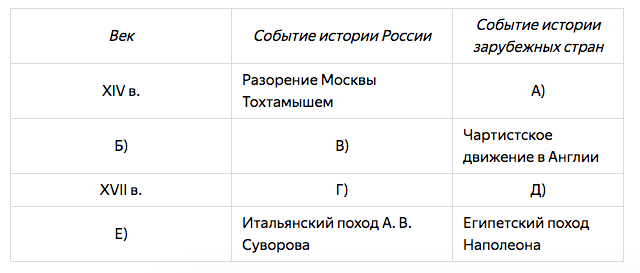 Век
Событие истории России
Событие истории
зарубежных стран
XIV в.
Разорение Москвы
Тохтамышем
А)
Б)
В)
Чартистское
движение в Англии
XVII в.
Г)
Д)
Е)
Итальянский поход А. В.
Суворова
Египетский поход
Наполеона